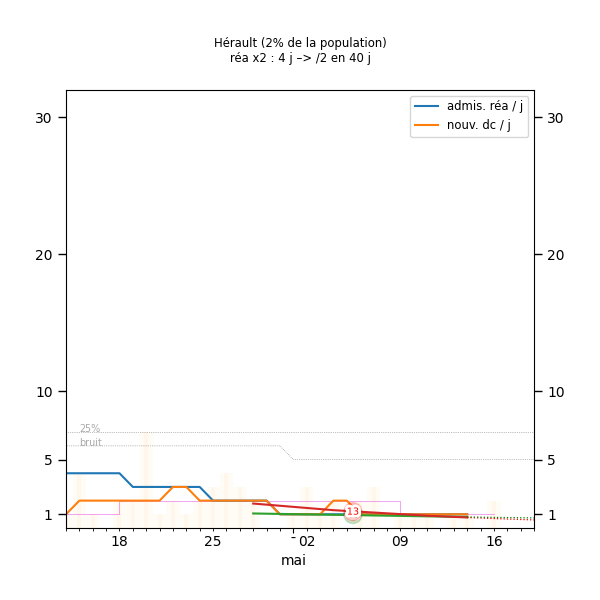 Hérault (2% de la population)
réa x2 : 4 j –> /2 en 40 j
admis. réa / j
nouv. dc / j
30
30
20
20
10
10
25%
bruit
5
5
13
1
1
18
25
02
09
16
mai